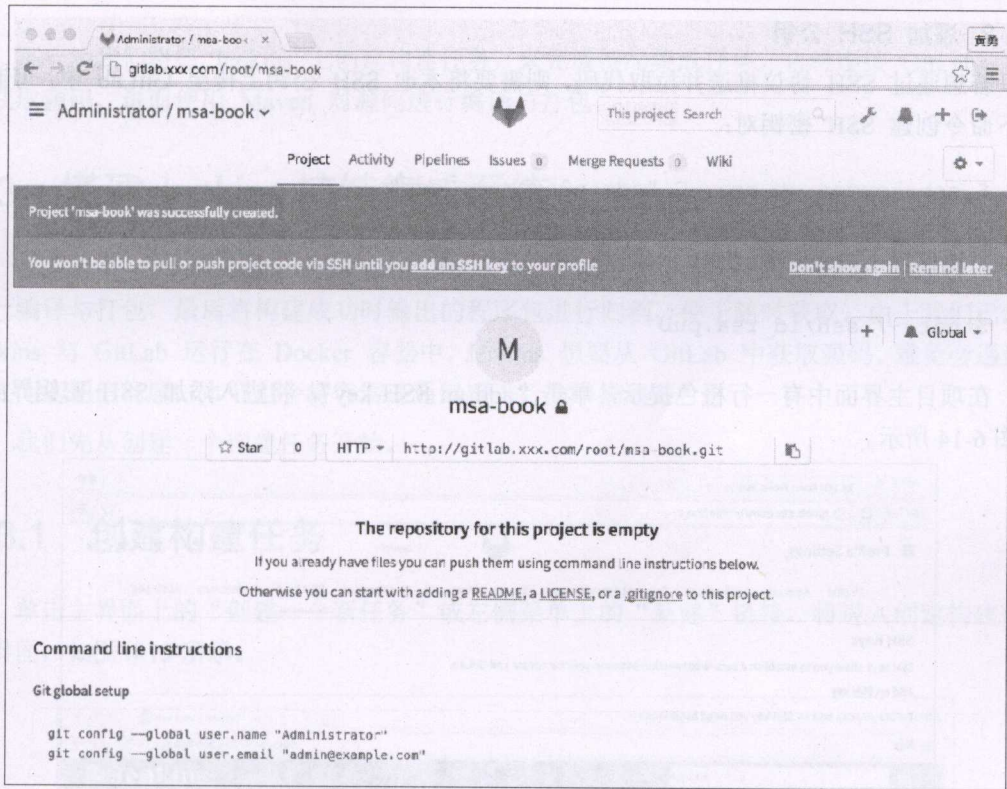 Administrator / msa-book
黄勇
gitlab.xxx.com/root/msa-book
Administrator / msa-book
This project Search
Project Activity Pipelines Issues 0 Merge Requests 0 Wiki
Project 'msa-book' was successfully created.
You won't be able to pull or push project code via SSH until you add an SSH key to your profile
Don't show again | Remind later
Global
M
msa-book
Star 0 HTTP http://gitlab.xxx.com/root/msa-book.git
The repository for this project is empty
If you already have files you can push them using command line instructions below.
Otherwise you can start with adding a README, a LICENSE, or a .gitignore to this project.
Command line instructions
Git global setup
git config --global user.name "Administrator"
git config --global user.email "admin@example.com"